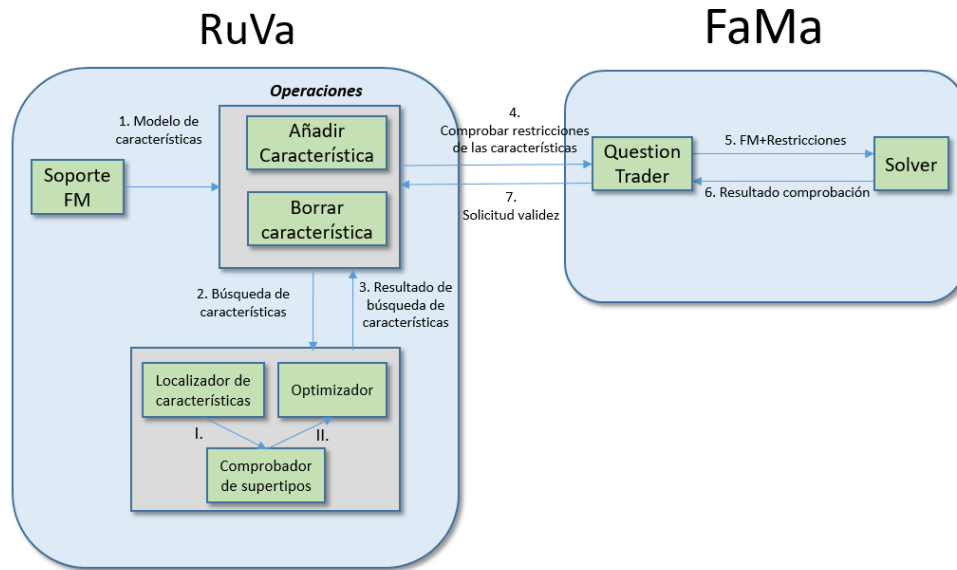 RuVa
FaMa
Operaciones
1. Modelo de
características
Añadir
Característica
Borrar
característica
Soporte
FM
4.
Comprobar restricciones
de las características
7.
Solicitud validez
Question
Trader
5. FM+Restricciones
6. Resultado comprobación
Solver
2. Búsqueda de
características
3. Resultado de
búsqueda de
características
Localizador de
características
Optimizador
I.
II.
Comprobador
de supertipos